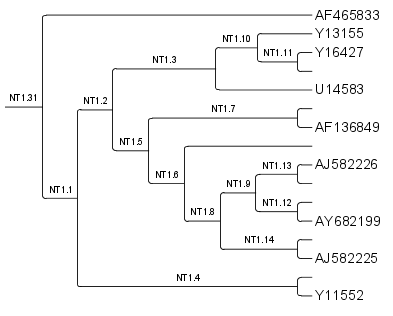 AF465833
Y13155
NT1.10
Y16427
NT1.11
NT1.3
U14583
NT1.31
NT1.2
NT1.7
AF136849
NT1.5
AJ582226
NT1.13
NT1.6
NT1.9
NT1.1
NT1.12
NT1.8
AY682199
NT1.14
AJ582225
NT1.4
Y11552